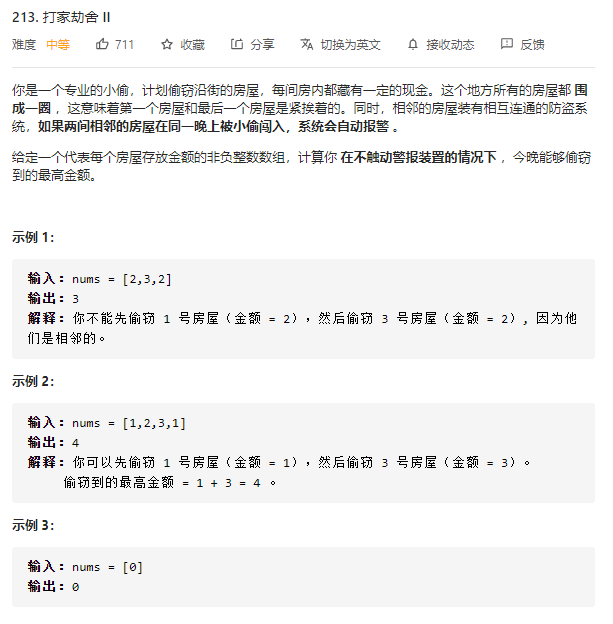 213. 打家劫舍 II
难度 中等 711 收藏 分享 切换为英文 接收动态 反馈
你是一个专业的小偷，计划偷窃沿街的房屋，每间房内都藏有一定的现金。这个地方所有的房屋都 围
成一圈 ，这意味着第一个房屋和最后一个房屋是紧挨着的。同时，相邻的房屋装有相互连通的防盗系
统，如果两间相邻的房屋在同一晚上被小偷闯入，系统会自动报警 。
给定一个代表每个房屋存放金额的非负整数数组，计算你 在不触动警报装置的情况下 ，今晚能够偷窃
到的最高金额。
示例 1：
输入：nums = [2,3,2]
输出：3
解释：你不能先偷窃 1 号房屋（金额 = 2），然后偷窃 3 号房屋（金额 = 2）, 因为他
们是相邻的。
示例 2：
输入：nums = [1,2,3,1]
输出：4
解释：你可以先偷窃 1 号房屋（金额 = 1），然后偷窃 3 号房屋（金额 = 3）。
偷窃到的最高金额 = 1 + 3 = 4 。
示例 3：
输入：nums = [0]
输出：0